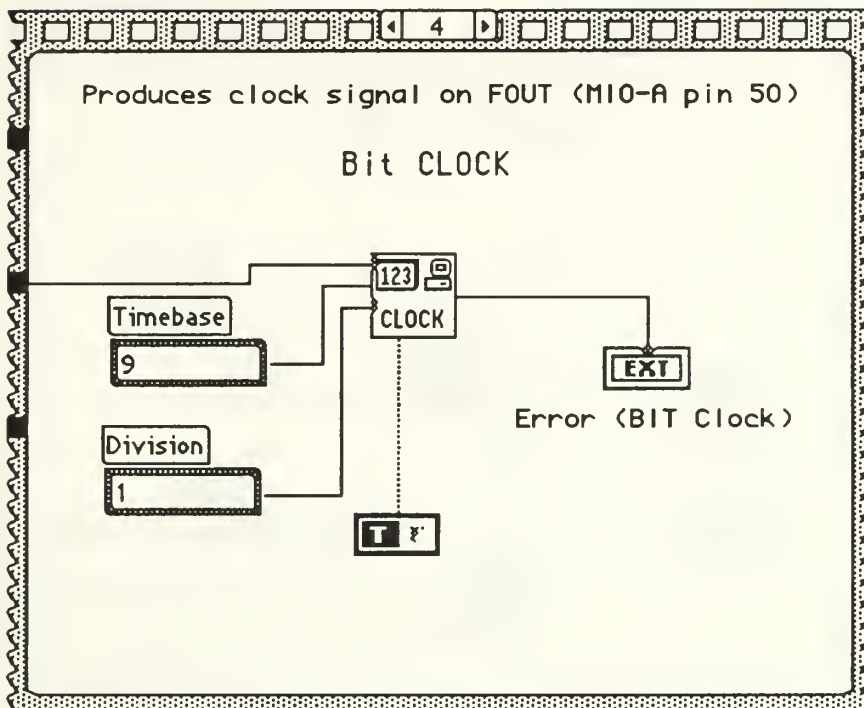 4
Produces clock signal on FOUT (MIO-A pin 50)
Bit CLOCK
123
CLOCK
Timebase
9
EXT
Error (BIT Clock)
Division
1
T